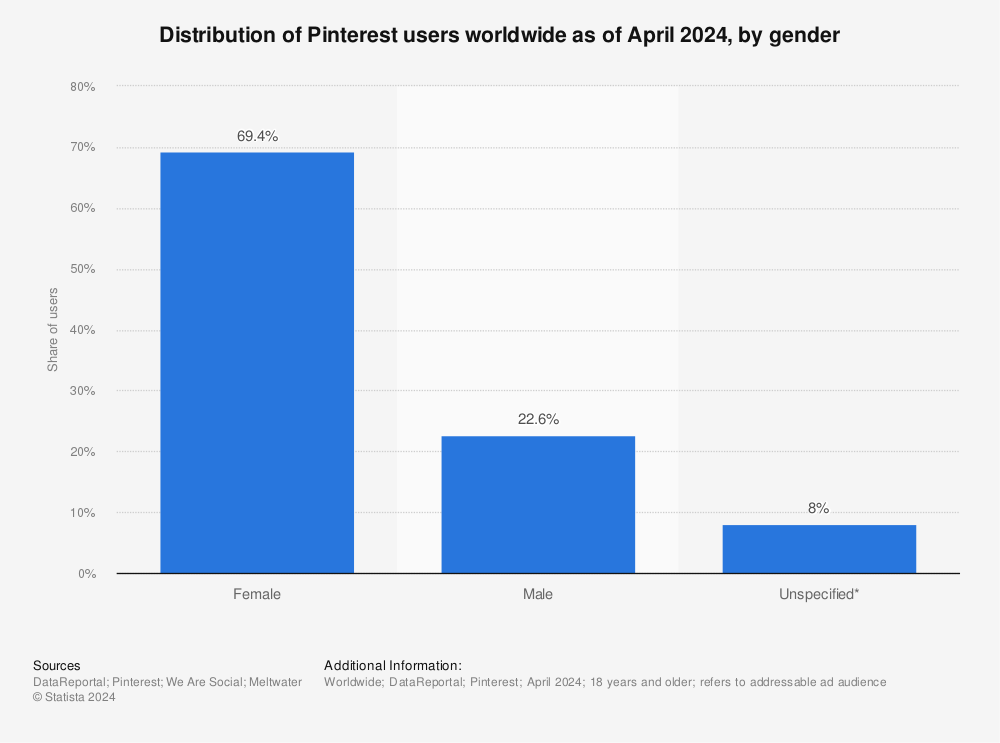 Distribution of Pinterest users worldwide as of April 2024, by gender
80%
70%
60%
50%
40%
30%
20%
10%
0%
Share of users
69.4%
22.6%
8%
Female
Male
Unspecified*
Sources
DataReportal; Pinterest; We Are Social; Meltwater
© Statista 2024
Additional Information:
Worldwide; DataReportal; Pinterest; April 2024; 18 years and older; refers to addressable ad audience